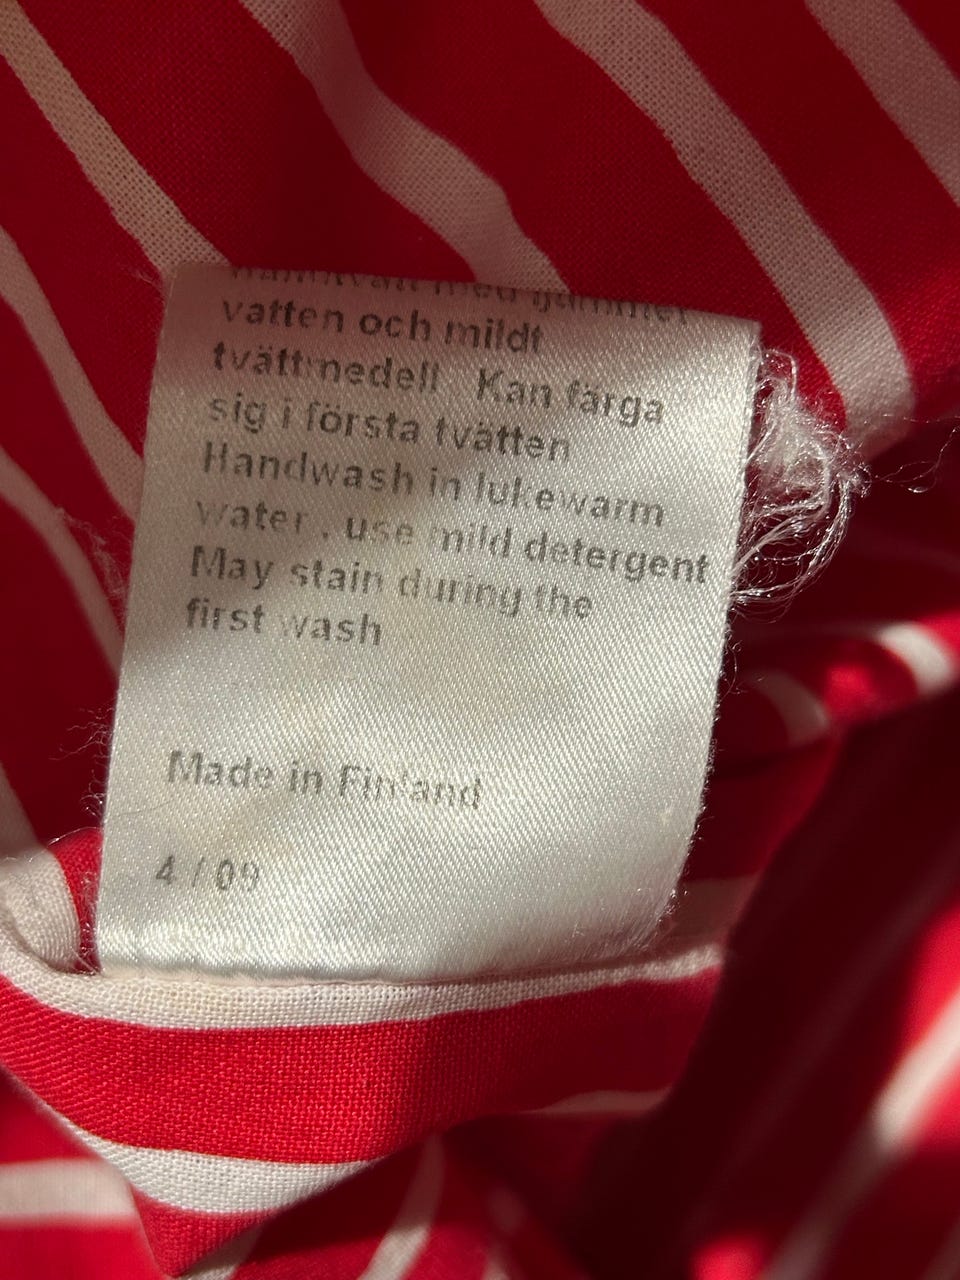 vatten och mildt
tvättmedell Kan färga
sig i första tvätten
Handwash in lukewarm
water , use mild detergent
May stain during the
first wash
Made in Finland
4 / 09